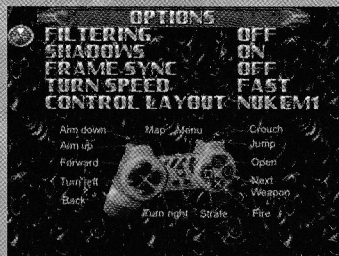 OPTIONS
FILTERING OFF
SHADOWS ON
FRAME SYNC OFF
TURN SPEED FAST
CONTROL LAYOUT NUKEM1
Aim down Map Menu Crouch
Aim up Jump
Forward Open
Turn left Next
Weapon
Back
Turn right Strafe Fire